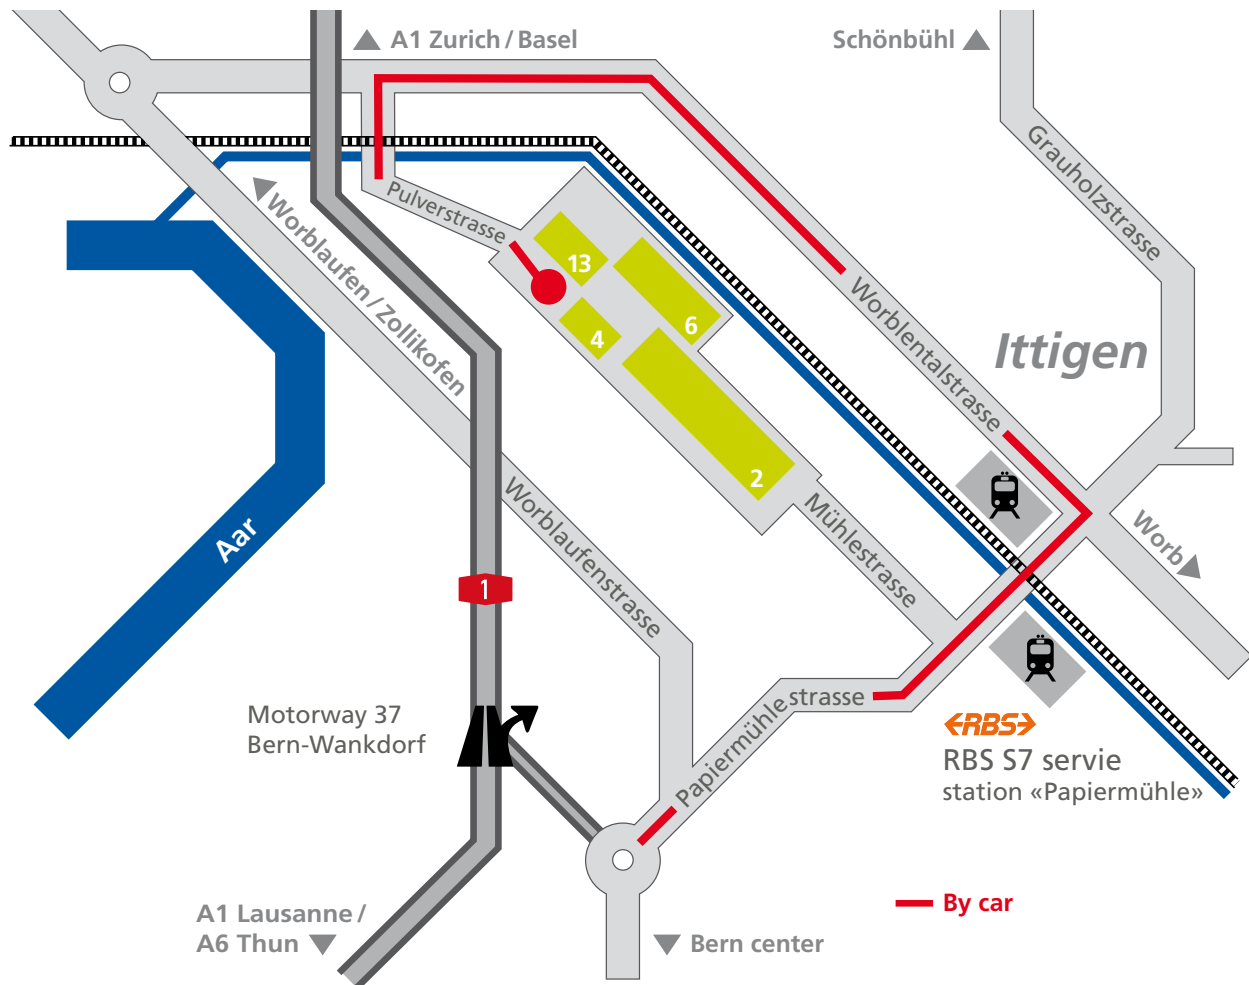 A1 Zurich / Basel
Schönbühl
Grauholzstrasse
Pulverstrasse
Worblaufen / Zollikofen
13
6
4
2
Worblentalstrasse
Ittigen
Aar
Worblaufenstrasse
Mühlestrasse
Worb
1
Motorway 37
Bern-Wankdorf
Papiermühlestrasse
RBS
RBS S7 servie
station «Papiermühle»
By car
A1 Lausanne /
A6 Thun
Bern center